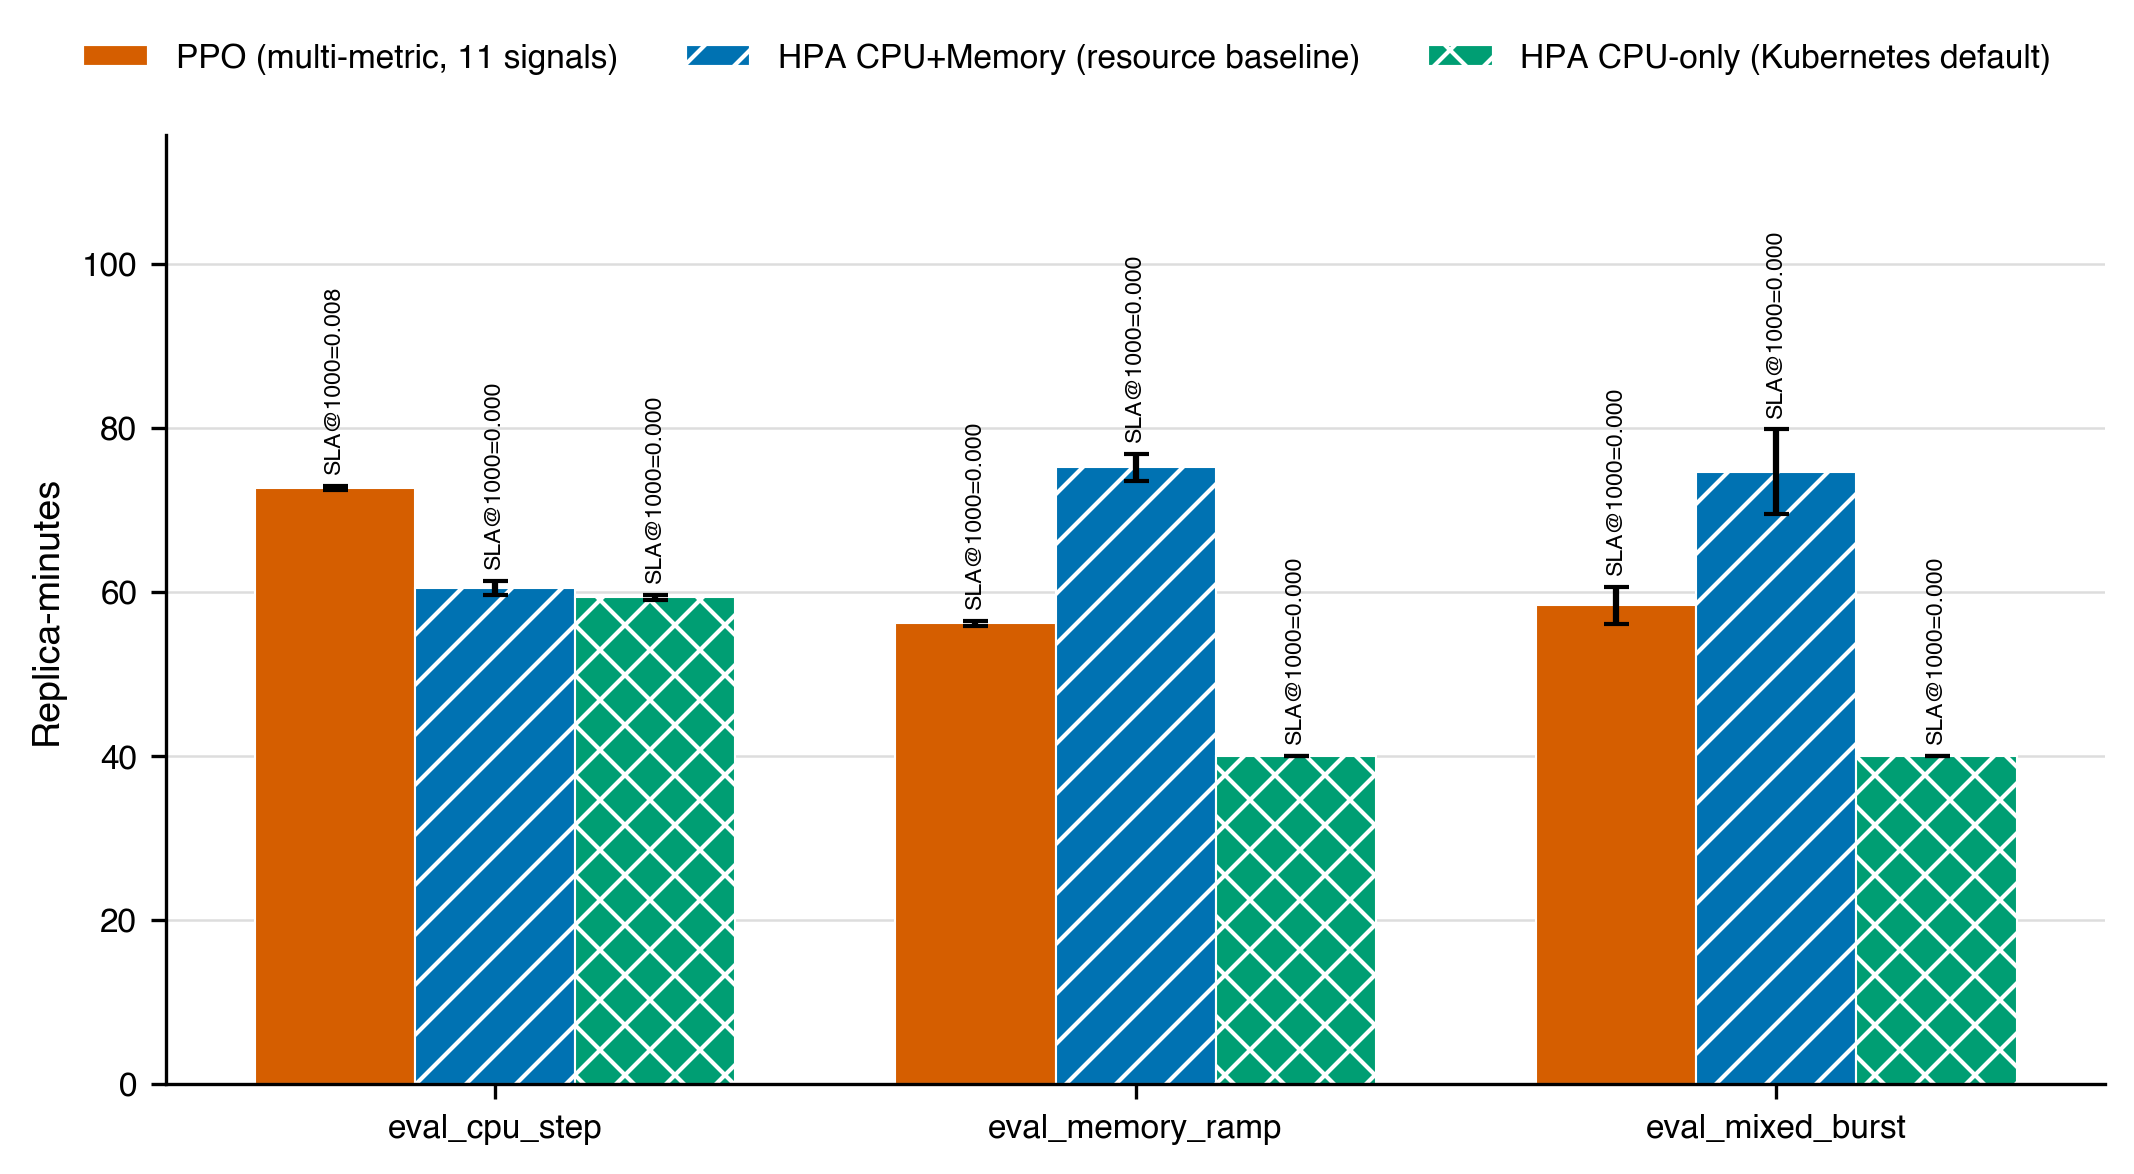 PPO (multi-metric, 11 signals)
HPA CPU+Memory (resource baseline)
HPA CPU-only (Kubernetes default)
Replica-minutes
100
80
60
40
20
0
SLA@1000=0.008
SLA@1000=0.000
SLA@1000=0.000
SLA@1000=0.000
SLA@1000=0.000
SLA@1000=0.000
SLA@1000=0.000
SLA@1000=0.000
SLA@1000=0.000
eval_cpu_step
eval_memory_ramp
eval_mixed_burst